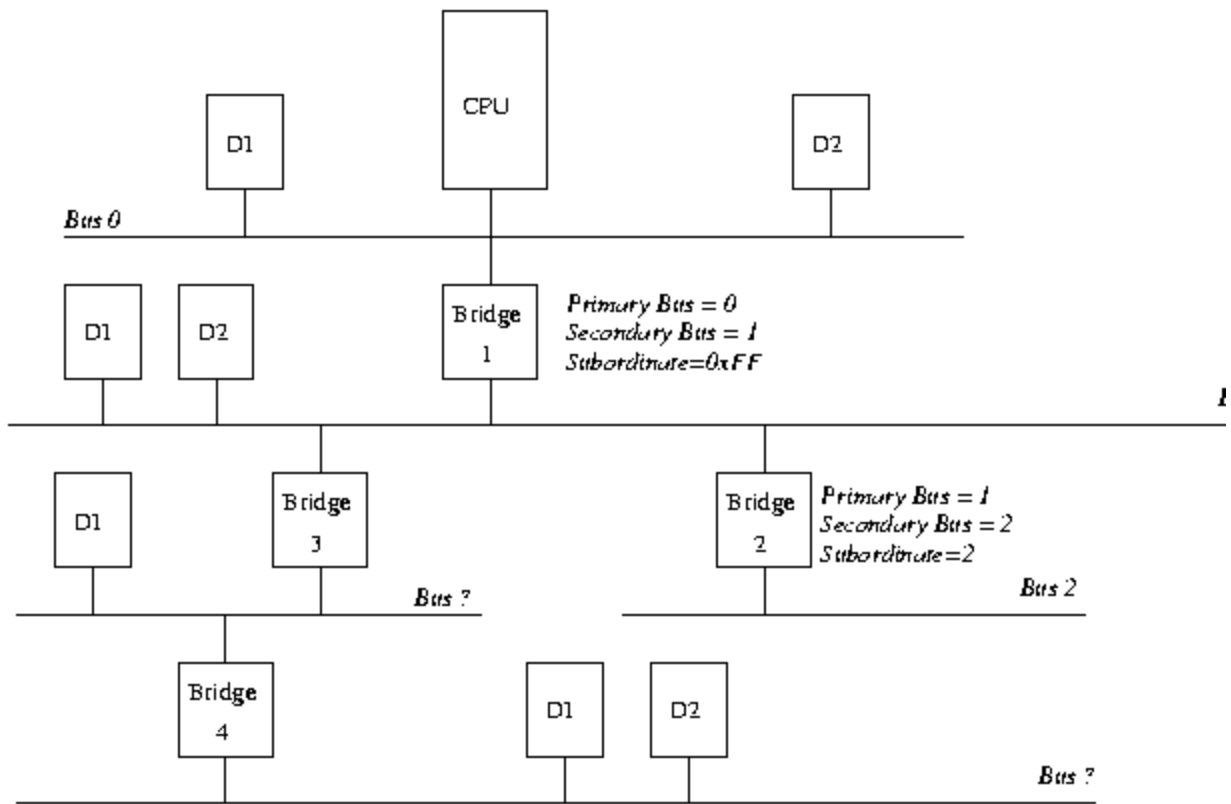 CPU
D1
D2
Bus 0
D1
D2
Bridge
1
Primary Bus = 0
Secondary Bus = 1
Subordinate=0xFF
D1
Bridge
3
Bridge
2
Primary Bus = 1
Secondary Bus = 2
Subordinate=2
Bus ?
Bus 2
Bridge
4
D1
D2
Bus ?